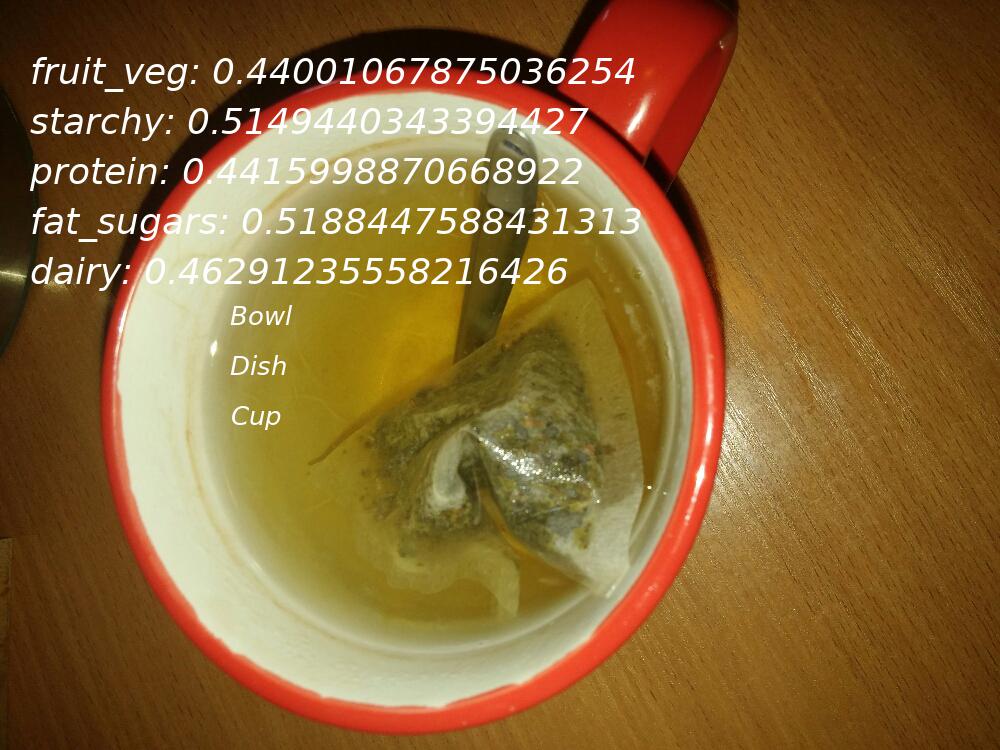 fruit_veg: 0.44001067875036254
starchy: 0.5149440343394427
protein: 0.4415998870668922
fat_sugars: 0.5188447588431313
dairy: 0.46291235558216426
Bowl
Dish
Cup